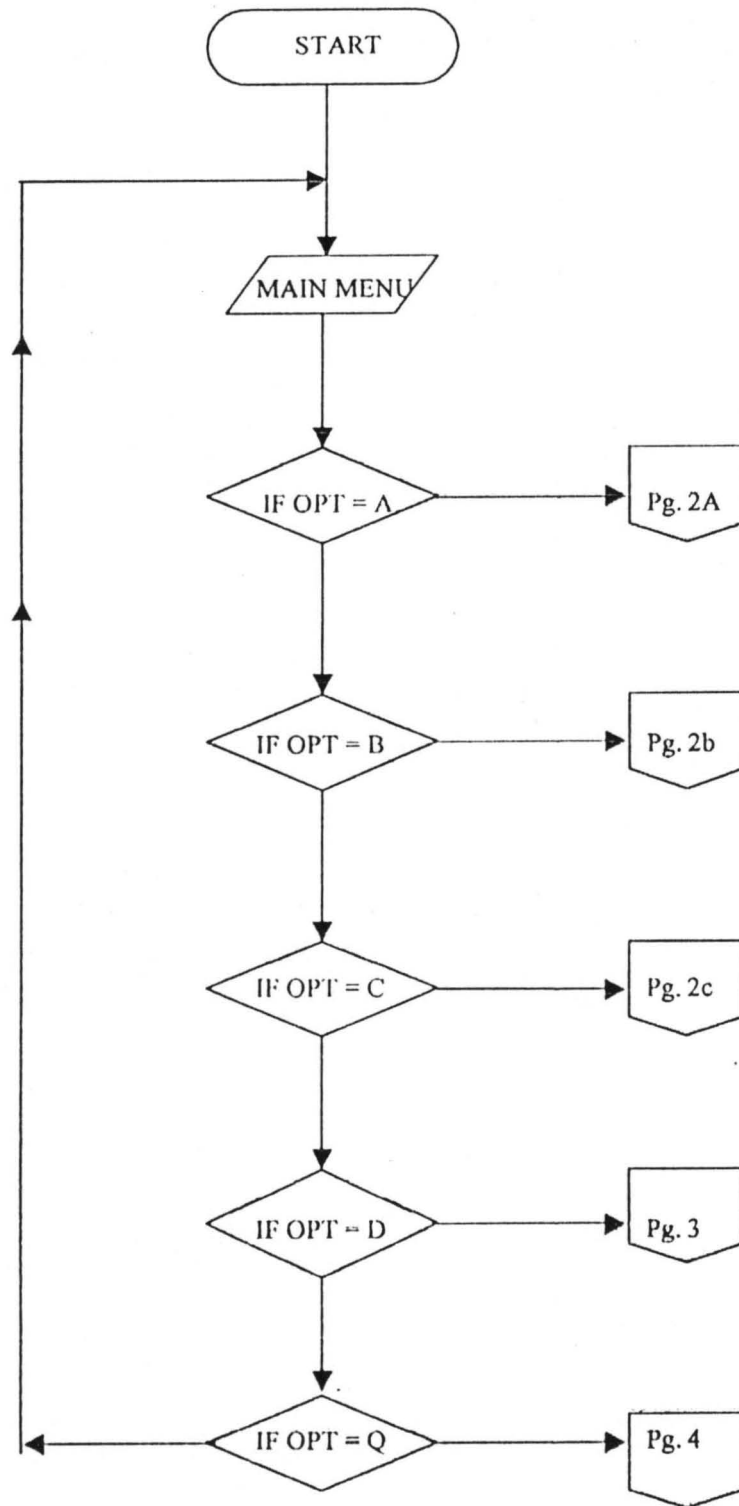 START
MAIN MENU
IF OPT = A
Pg. 2A
IF OPT = B
Pg. 2b
IF OPT = C
Pg. 2c
IF OPT = D
Pg. 3
IF OPT = Q
Pg. 4